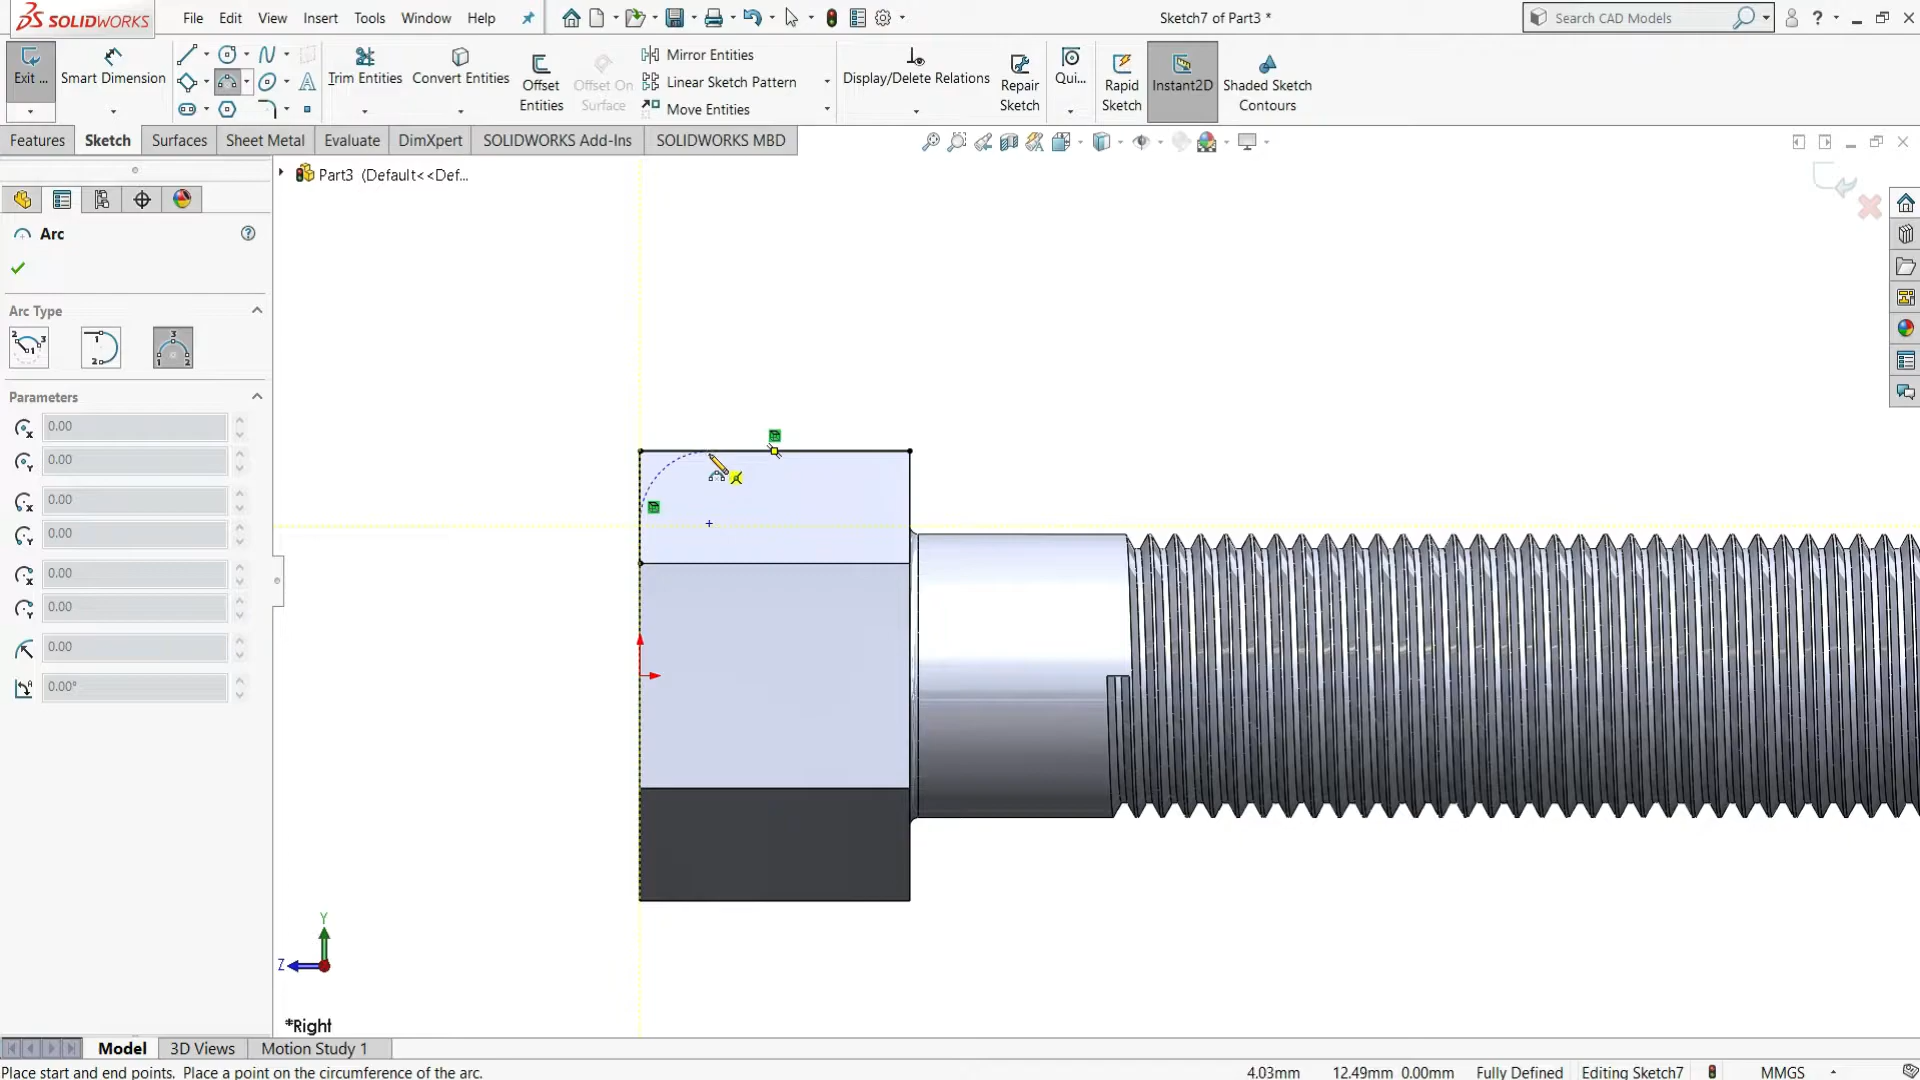 SOLIDWORKS
File Edit View Insert Tools Window Help
Sketch7 of Part3 *
Search CAD Models
Exit ...
Smart Dimension
Trim Entities
Convert Entities
Offset Entities
Offset On Surface
Mirror Entities
Linear Sketch Pattern
Move Entities
Display/Delete Relations
Repair Sketch
Qui...
Rapid Sketch
Instant2D
Shaded Sketch Contours
Features Sketch Surfaces Sheet Metal Evaluate DimXpert SOLIDWORKS Add-Ins SOLIDWORKS MBD
Part3 (Default<<Def...
Arc
Arc Type
Parameters
0.00
0.00
0.00
0.00
0.00
0.00
0.00
0.00°
Y
Z
*Right
Model 3D Views Motion Study 1
Place start and end points. Place a point on the circumference of the arc.
4.03mm 12.49mm 0.00mm Fully Defined Editing Sketch7 MMGS